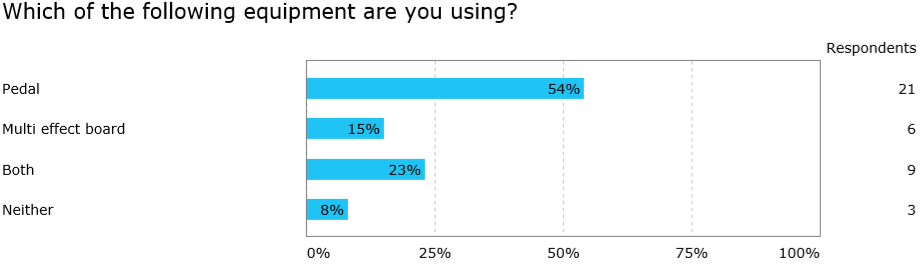 Which of the following equipment are you using?
Respondents
Pedal 54% 21
Multi effect board 15% 6
Both 23% 9
Neither 8% 3
0% 25% 50% 75% 100%